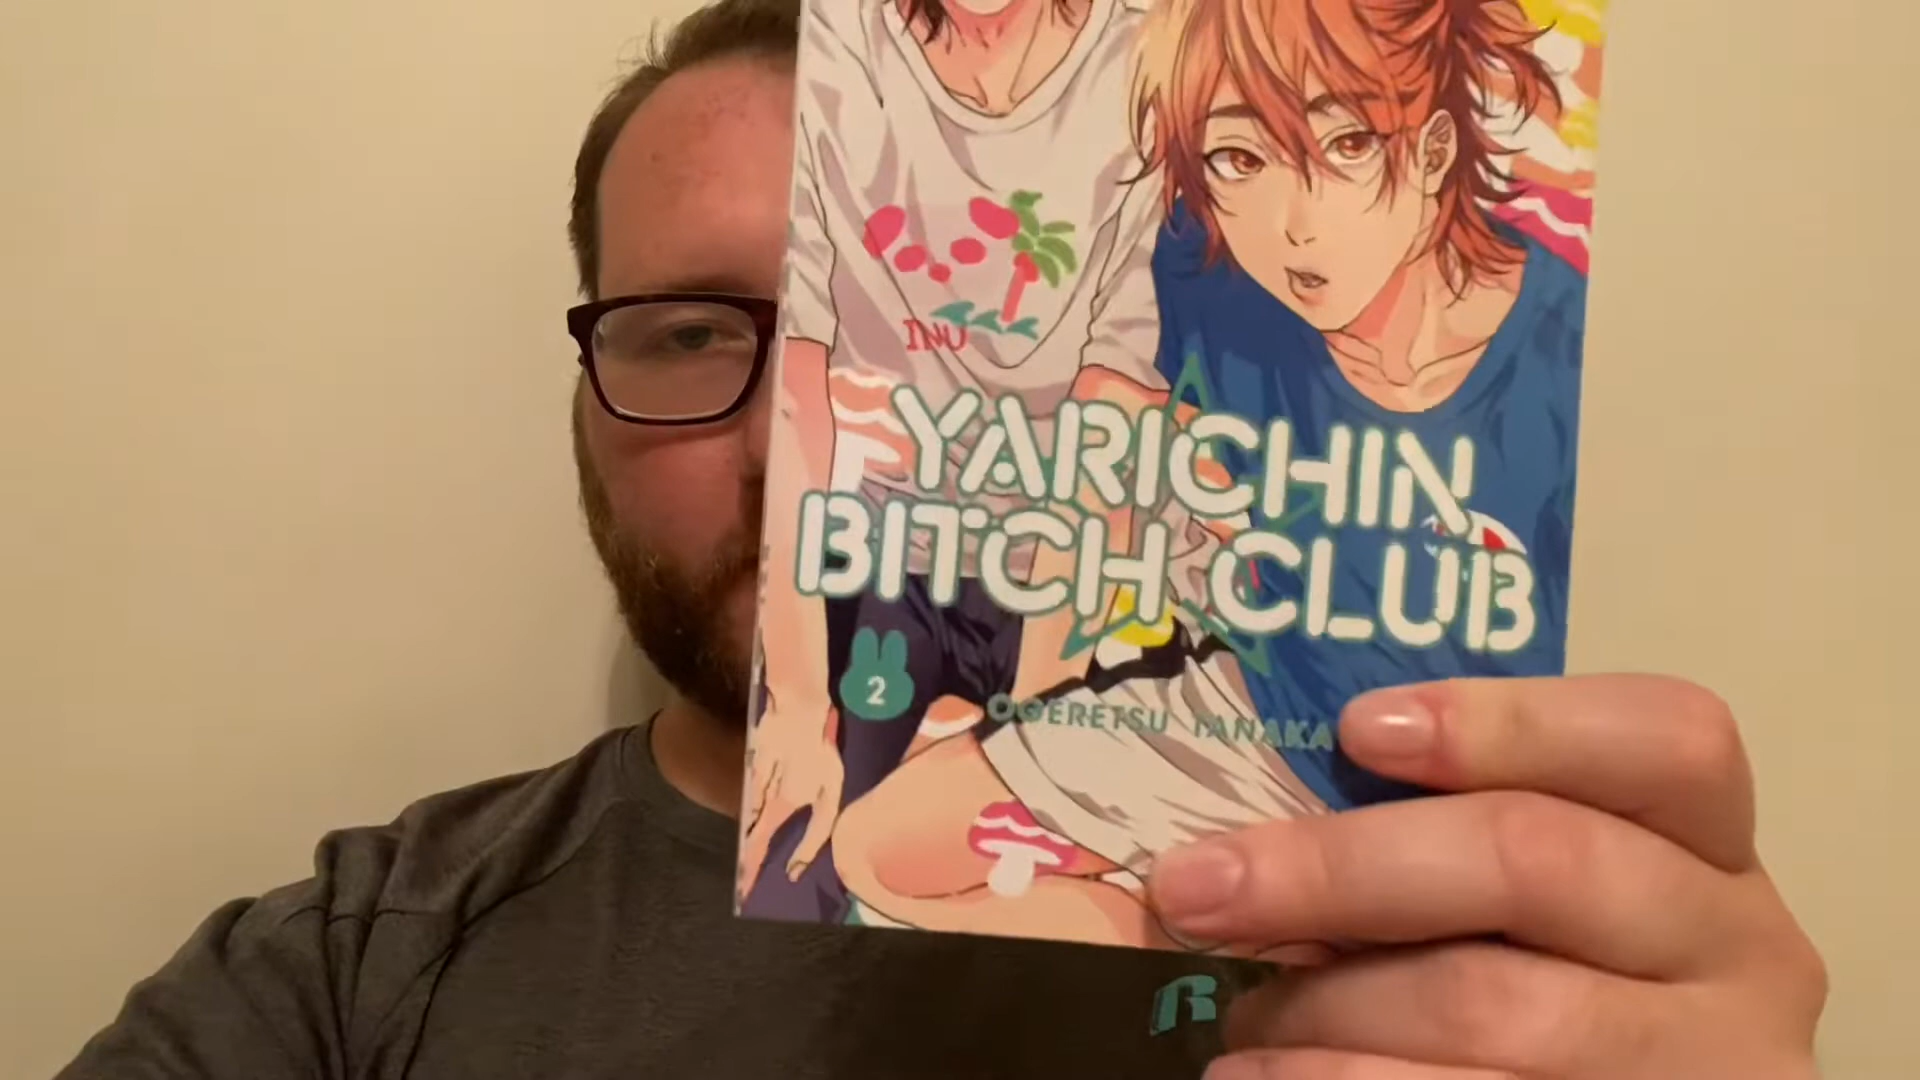 INU
YARICHIN
BITCH CLUB
2
OGERETSU TANAKA